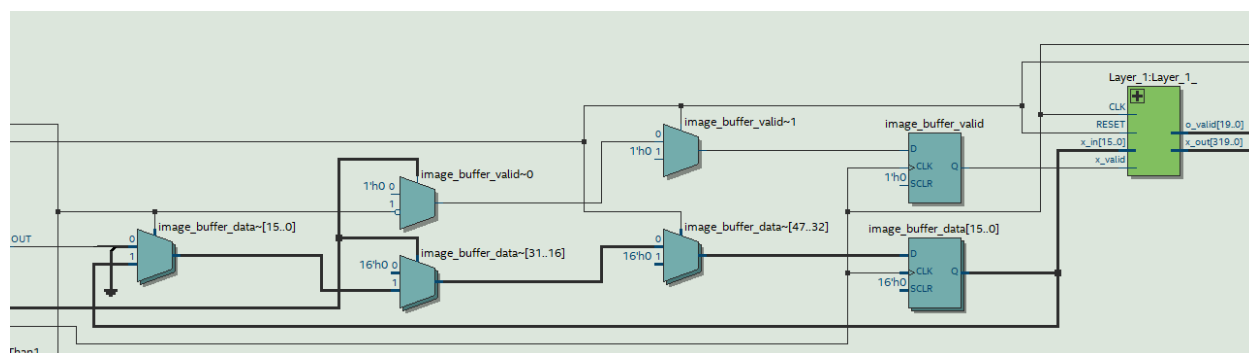 Layer_1:Layer_1_
CLK
RESET
x_in[15..0]
x_valid
o_valid[19..0]
x_out[319..0]
image_buffer_valid~1
0
1'h0 1
image_buffer_valid
D
CLK
1'h0
SCLR
Q
image_buffer_valid~0
1'h0 0
1
image_buffer_data~[15..0]
OUT
0
1
image_buffer_data~[31..16]
16'h0 0
1
image_buffer_data~[47..32]
0
16'h0 1
image_buffer_data[15..0]
D
CLK
16'h0
SCLR
Q